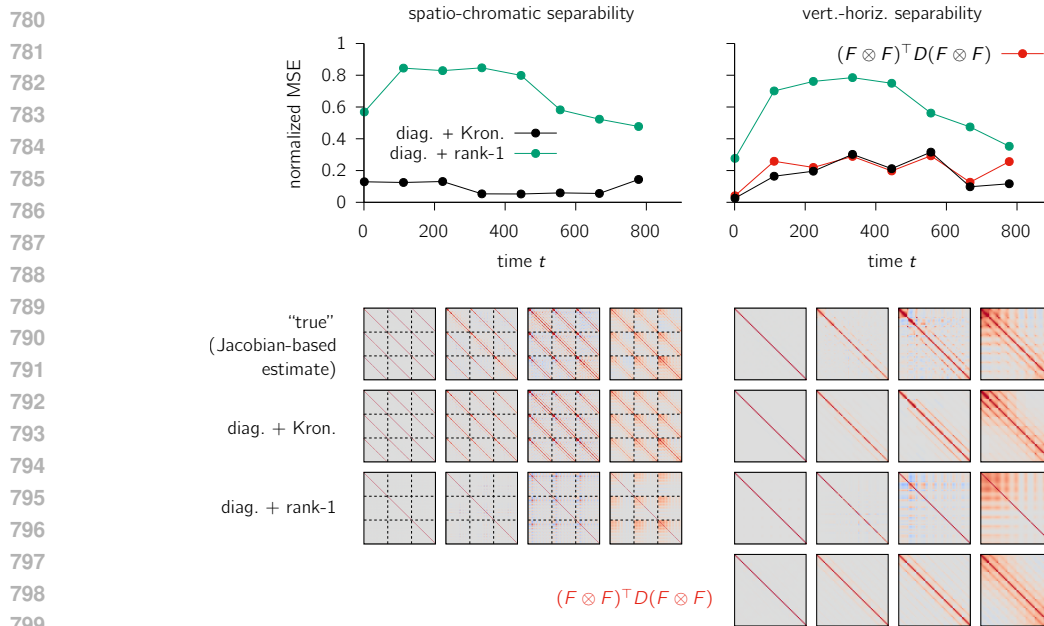 780
781
782
783
784
785
786
787
788
789
790
791
792
793
794
795
796
797
798
799
spatio-chromatic separability
normalized MSE
1
0.8
0.6
0.4
0.2
0
diag. + Kron.
diag. + rank-1
0 200 400 600 800
time t
vert.-horiz. separability
(F ⊗ F)⊤D(F ⊗ F)
0 200 400 600 800
time t
"true"
(Jacobian-based
estimate)
diag. + Kron.
diag. + rank-1
(F ⊗ F)⊤D(F ⊗ F)